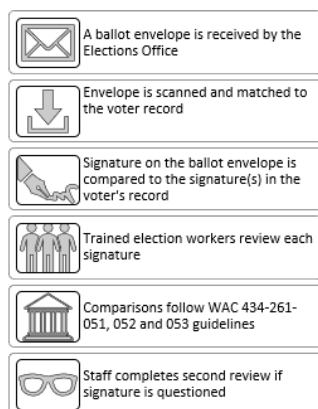 A ballot envelope is received by the
Elections Office
Envelope is scanned and matched to
the voter record
Signature on the ballot envelope is
compared to the signature(s) in the
voter's record
Trained election workers review each
signature
Comparisons follow WAC 434-261-
051, 052 and 053 guidelines
Staff completes second review if
signature is questioned